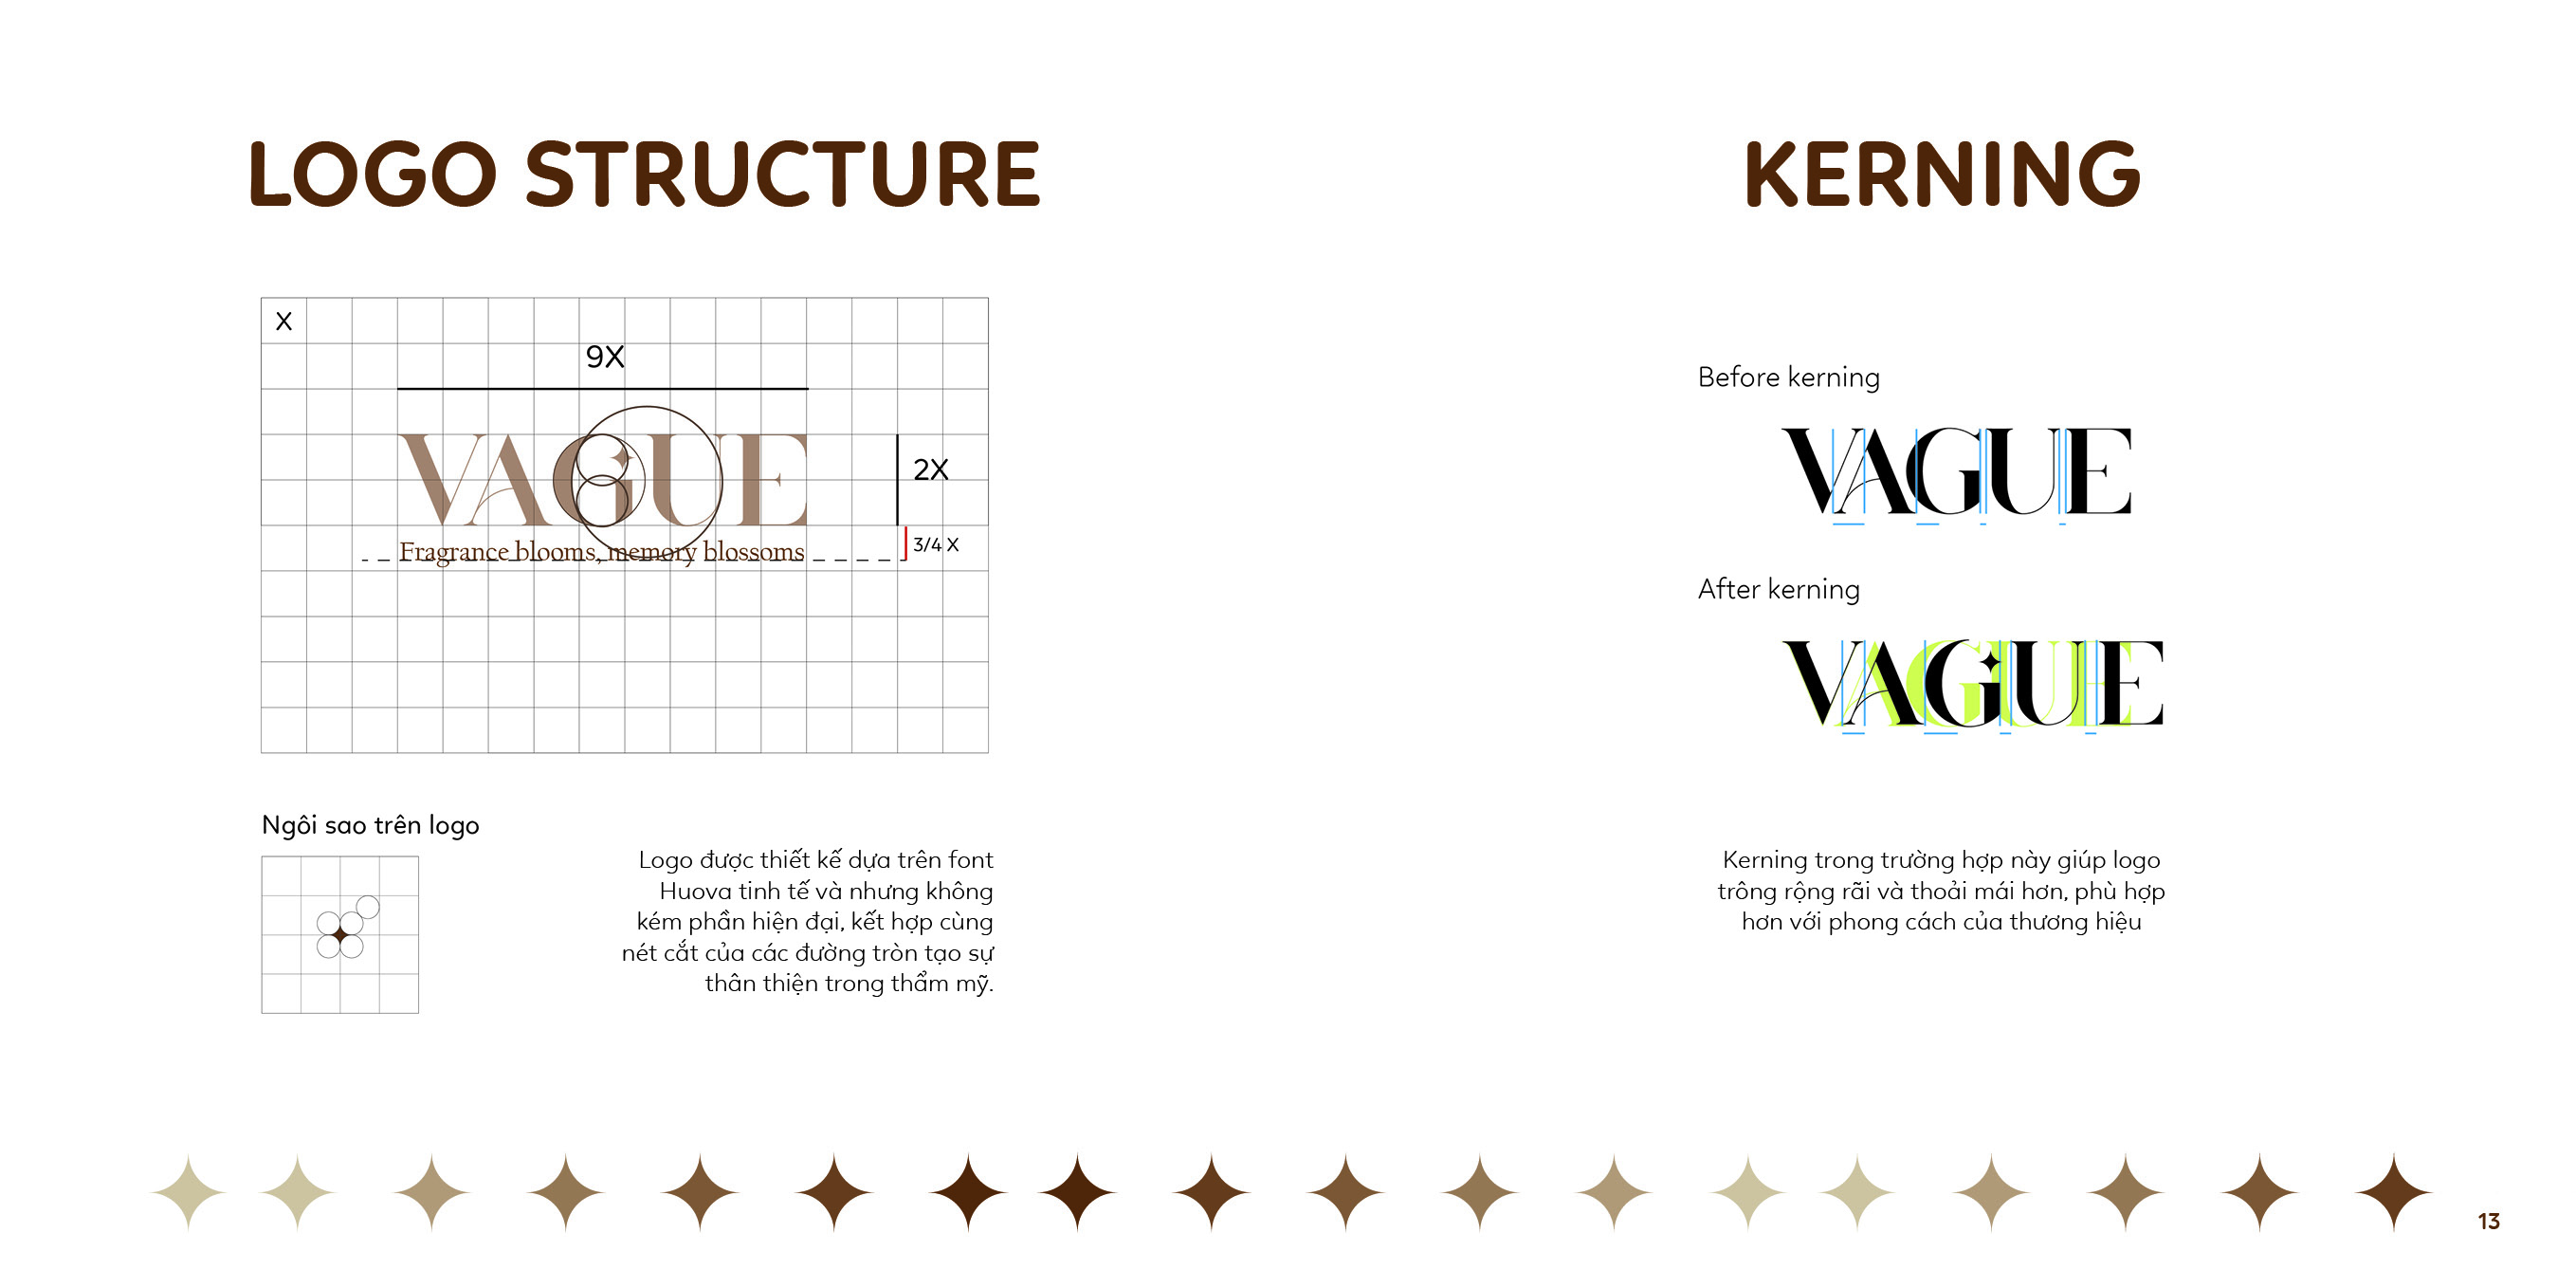 LOGO STRUCTURE
X
9X
VAGUE
2X
Fragrance blooms, memory blossoms
3/4 X
Ngôi sao trên logo
Logo được thiết kế dựa trên font
Huova tinh tế và nhưng không
kém phần hiện đại, kết hợp cùng
nét cắt của các đường tròn tạo sự
thân thiện trong thẩm mỹ.
KERNING
Before kerning
VAGUE
After kerning
VAGUE
Kerning trong trường hợp này giúp logo
trông rộng rãi và thoải mái hơn, phù hợp
hơn với phong cách của thương hiệu
13